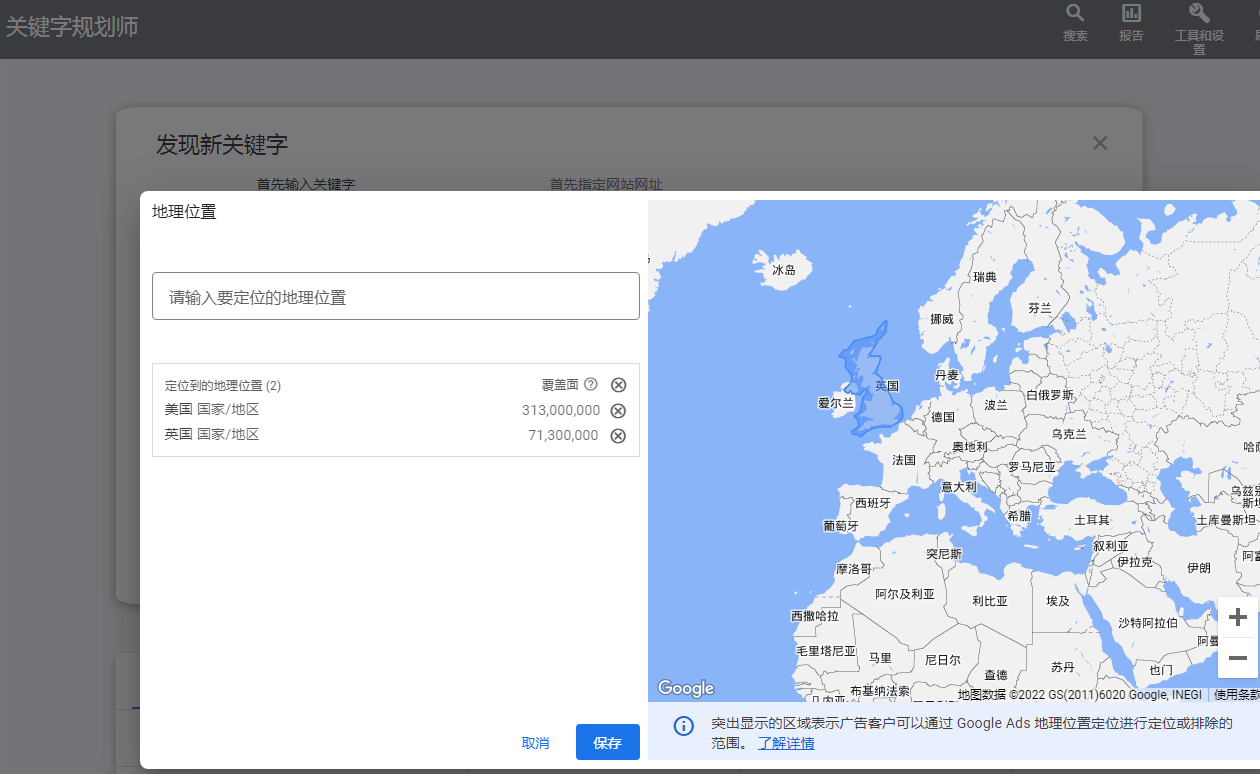 关键字规划师
搜索
报告
工具和设
置
发现新关键字
首先输入关键字
首先指定网站网址
地理位置
请输入要定位的地理位置
定位到的地理位置 (2)
覆盖面
美国 国家/地区
313,000,000
英国 国家/地区
71,300,000
取消
保存
冰岛
瑞典
芬兰
挪威
丹麦
英国
爱尔兰
白俄罗斯
波兰
德国
乌克兰
奥地利
法国
罗马尼亚
意大利
西班牙
希腊
土耳其
土库曼斯坦
葡萄牙
叙利亚
突尼斯
伊拉克
伊朗
摩洛哥
阿尔及利亚
利比亚
埃及
西撒哈拉
沙特阿拉伯
毛里塔尼亚
马里
尼日尔
苏丹
也门
查德
布基纳法索
Google
地图数据 ©2022 GS(2011)6020 Google, INEGI
使用条款
突出显示的区域表示广告客户可以通过 Google Ads 地理位置定位进行定位或排除的
范围。 了解详情